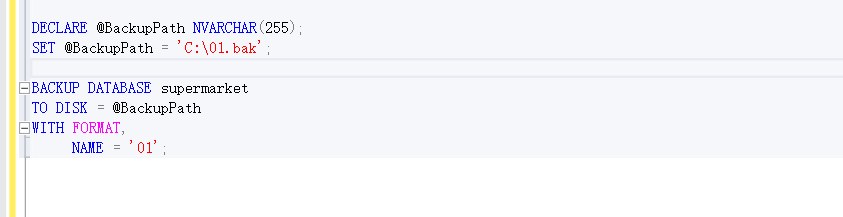 DECLARE @BackupPath NVARCHAR(255);
SET @BackupPath = 'C:\01.bak';
BACKUP DATABASE supermarket
TO DISK = @BackupPath
WITH FORMAT,
NAME = '01';